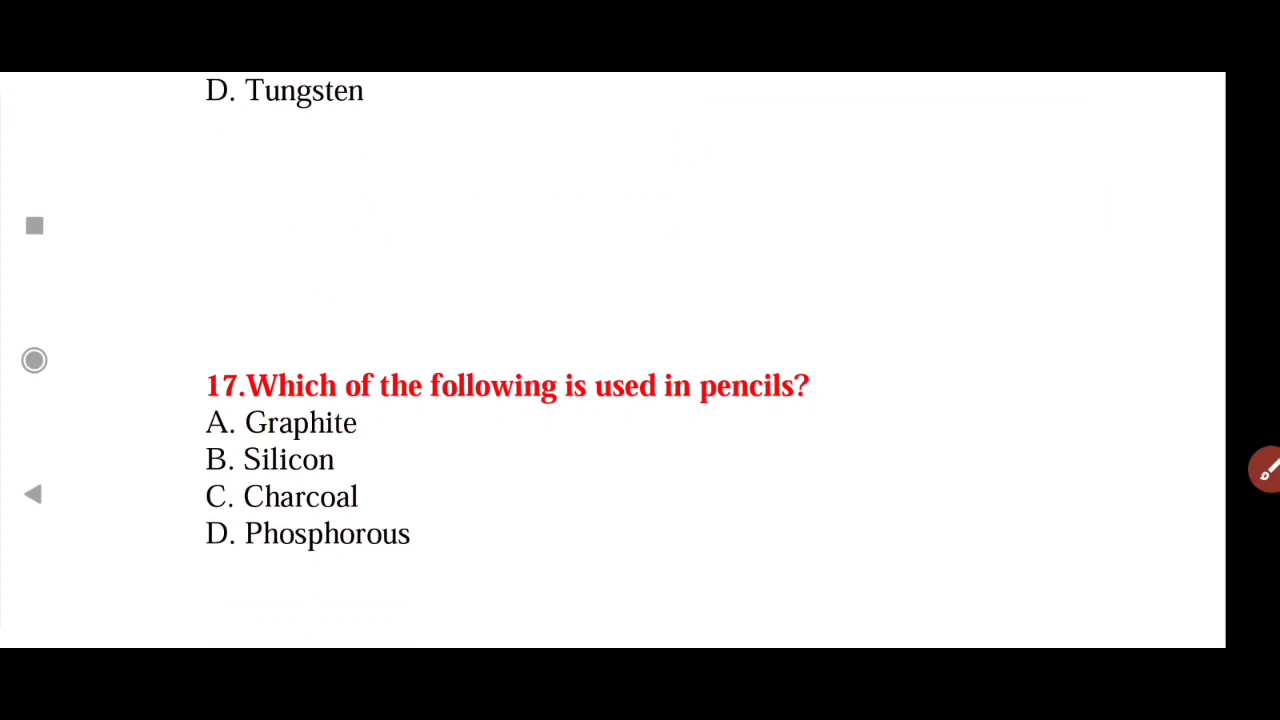 D. Tungsten
17.Which of the following is used in pencils?
A. Graphite
B. Silicon
C. Charcoal
D. Phosphorous